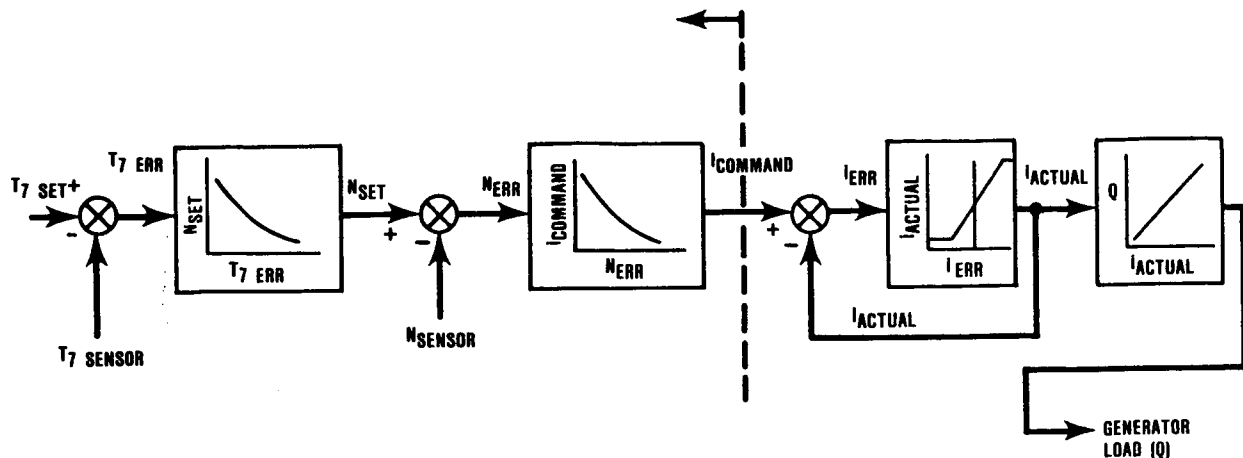 T7 SET+
-
T7 SENSOR
T7 ERR
NSET
T7 ERR
NSET
+
-
NSENSOR
NERR
ICOMMAND
NERR
ICOMMAND
+
-
IERR
IACTUAL
IERR
IACTUAL
IACTUAL
Q
IACTUAL
GENERATOR
LOAD (Q)